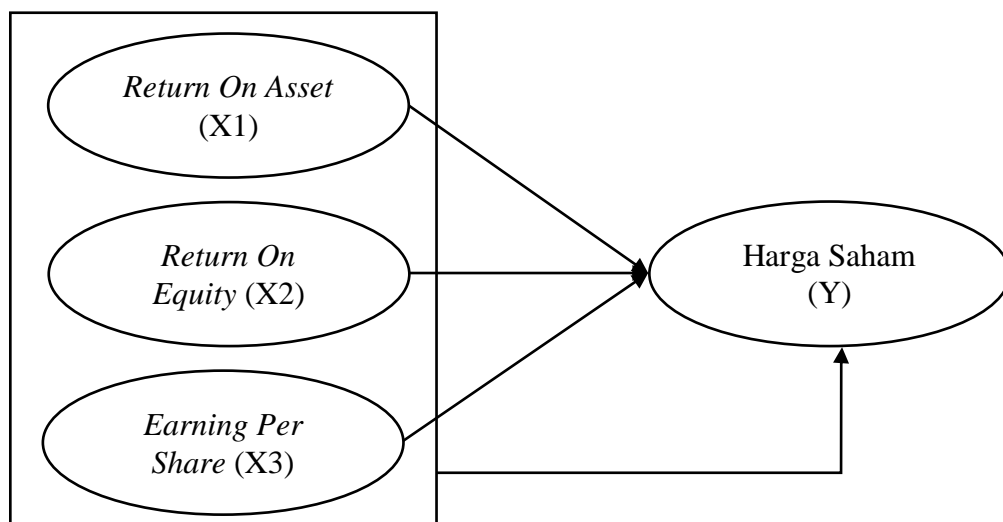 Return On Asset
(X1)
Return On
Equity (X2)
Harga Saham
(Y)
Earning Per
Share (X3)